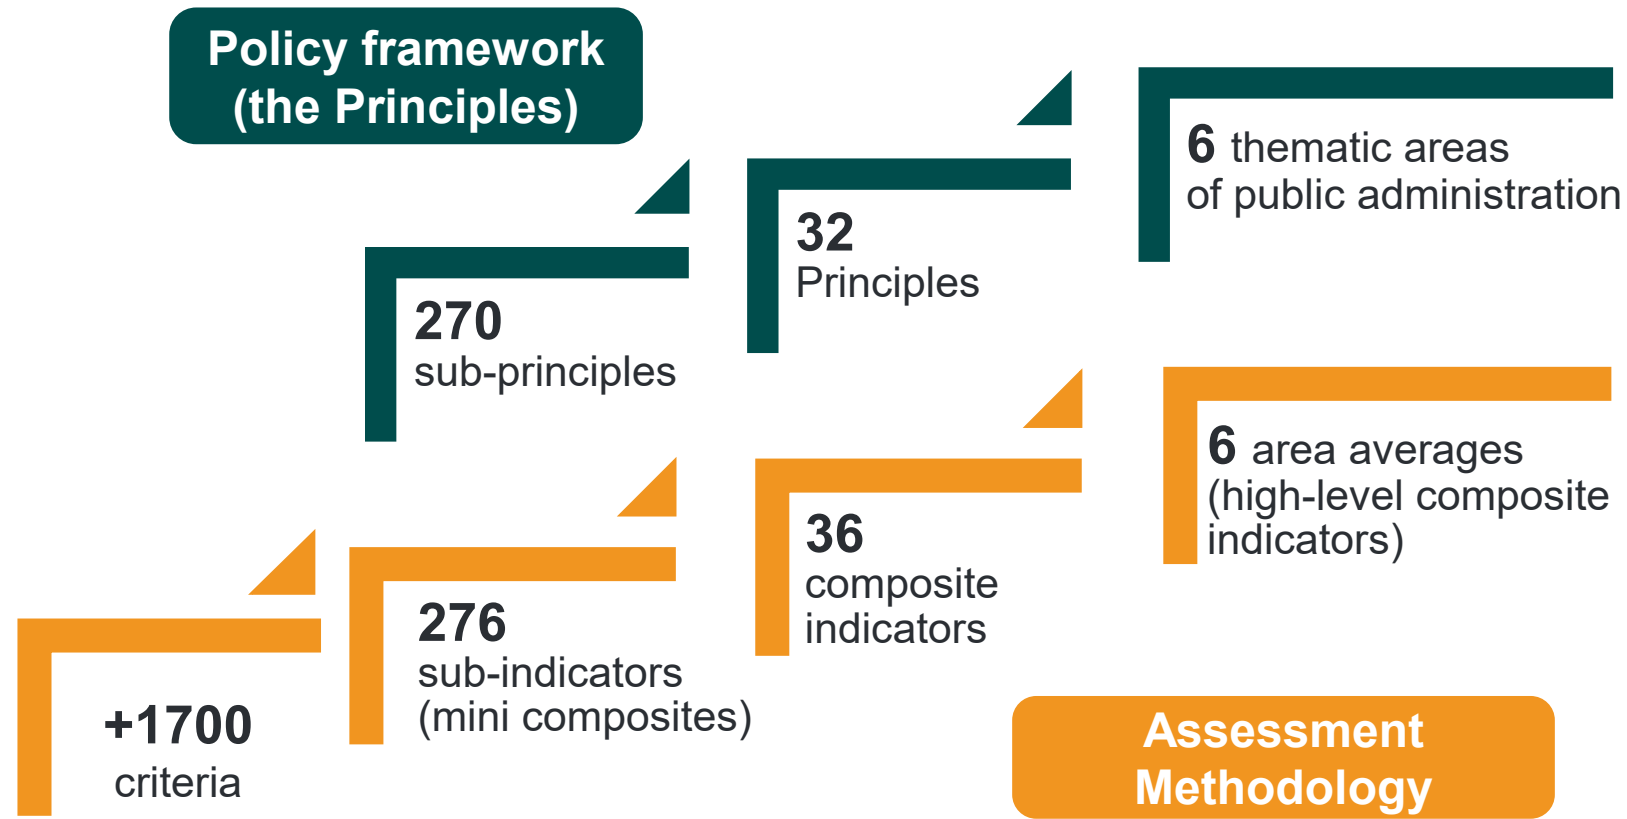 Policy framework
(the Principles)
6 thematic areas
of public administration
32
Principles
270
sub-principles
6 area averages
(high-level composite
indicators)
36
composite
indicators
276
sub-indicators
(mini composites)
+1700
criteria
Assessment
Methodology